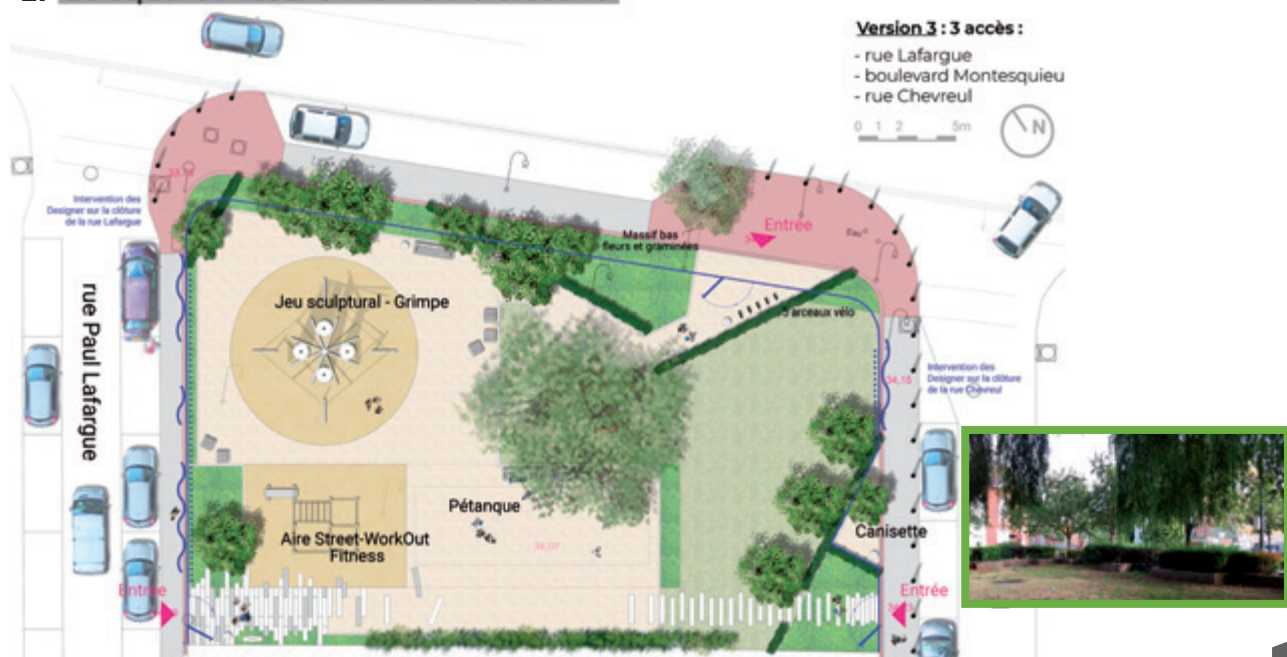 Version 3 : 3 accès :
- rue Lafargue
- boulevard Montesquieu
- rue Chevreul
0 1 2 5m
N
Intervention des
Designer sur la clôture
de la rue Lafargue
Entrée
Massif bas
fleurs et graminées
Eau
Jeu sculptural - Grimpe
arceaux vélo
rue Paul Lafargue
34,15
Intervention des
Designer sur la clôture
de la rue Chevreul
Pétanque
Canisette
Aire Street-WorkOut
Fitness
34,07
Entrée
Entrée